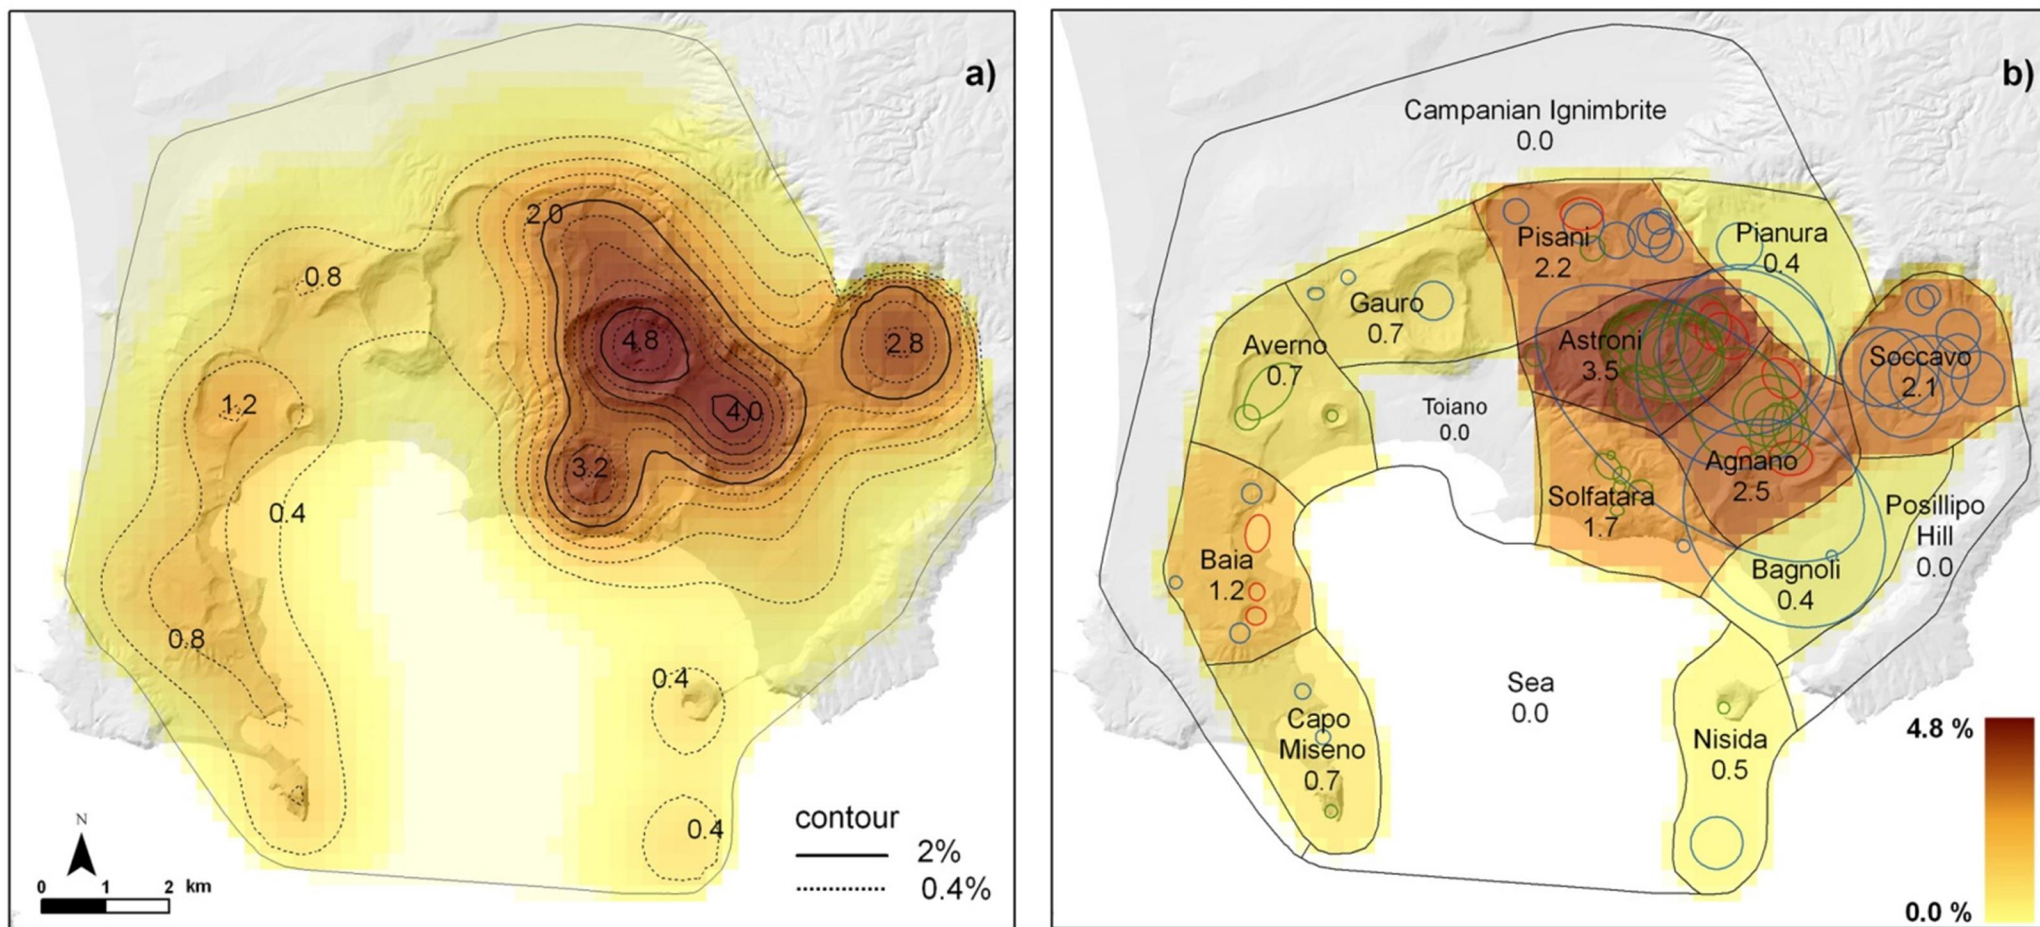 a)
2.0
0.8
4.8
2.8
1.2
4.0
3.2
0.4
0.8
0.4
0.4
contour
2%
0.4%
N
0 1 2 km
b)
Campanian Ignimbrite
0.0
Pisani
2.2
Pianura
0.4
Gauro
0.7
Averno
0.7
Astroni
3.5
Soccavo
2.1
Toiano
0.0
Agnano
2.5
Solfatara
1.7
Posillipo
Hill
0.0
Baia
1.2
Bagnoli
0.4
Sea
0.0
Capo
Miseno
0.7
Nisida
0.5
4.8 %
0.0 %